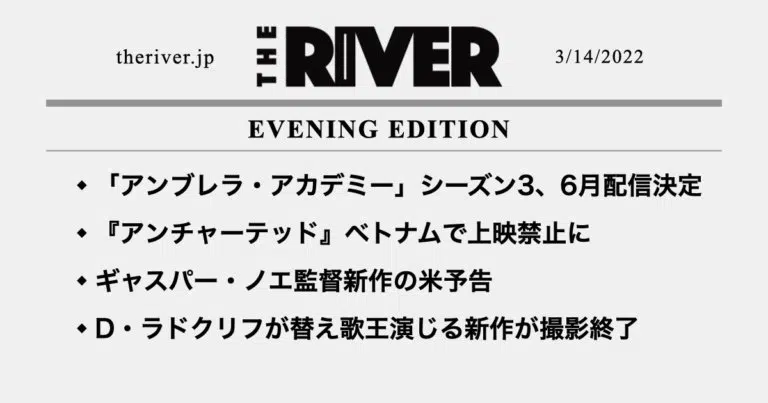 theriver.jp
THE RIVER
3/14/2022
EVENING EDITION
「アンブレラ・アカデミー」シーズン3、6月配信決定
『アンチャーテッド』ベトナムで上映禁止に
ギャスパー・ノエ監督新作の米予告
D・ラドクリフが替え歌王演じる新作が撮影終了